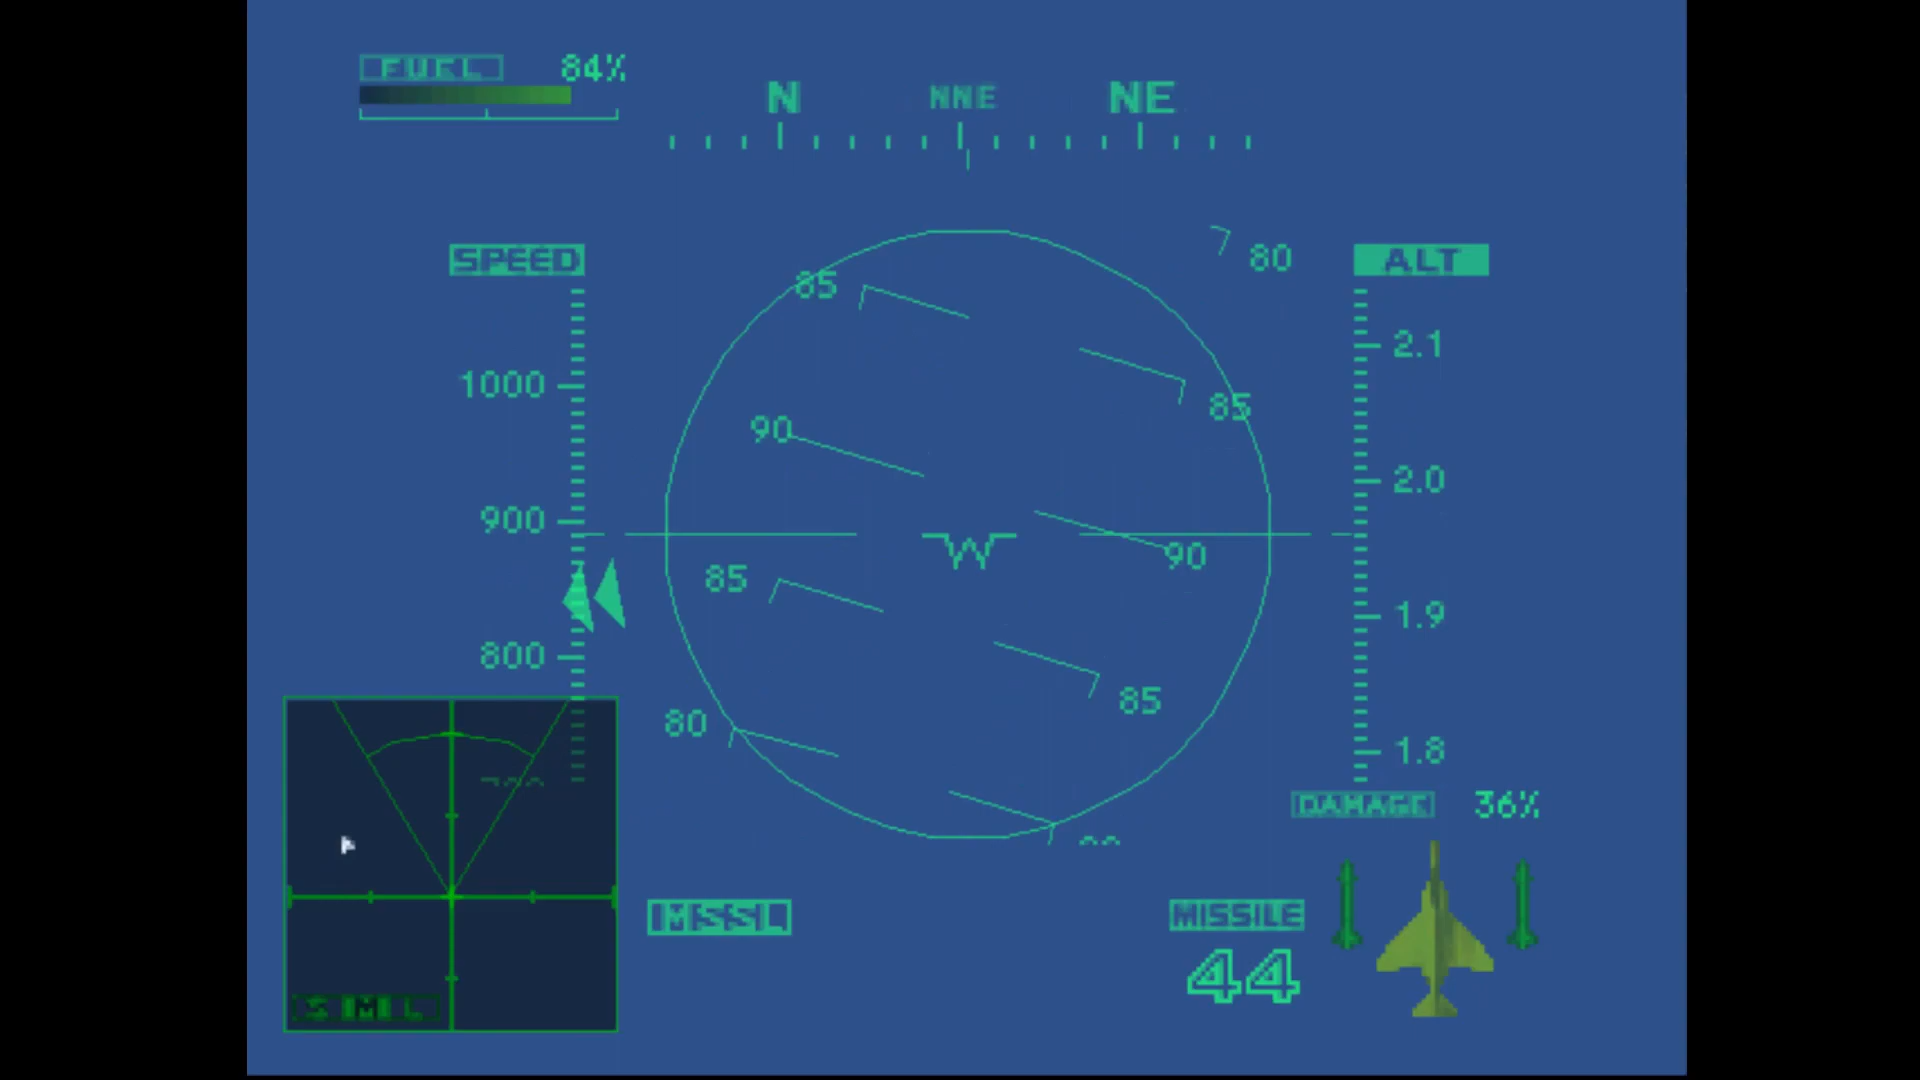 FUEL 84%
N NNE NE
SPEED
ALT
80
85
2.1
1000
85
90
2.0
900
90
85
1.9
800
85
80
1.8
DAMAGE 36%
MSSL
MISSILE
44
S M L